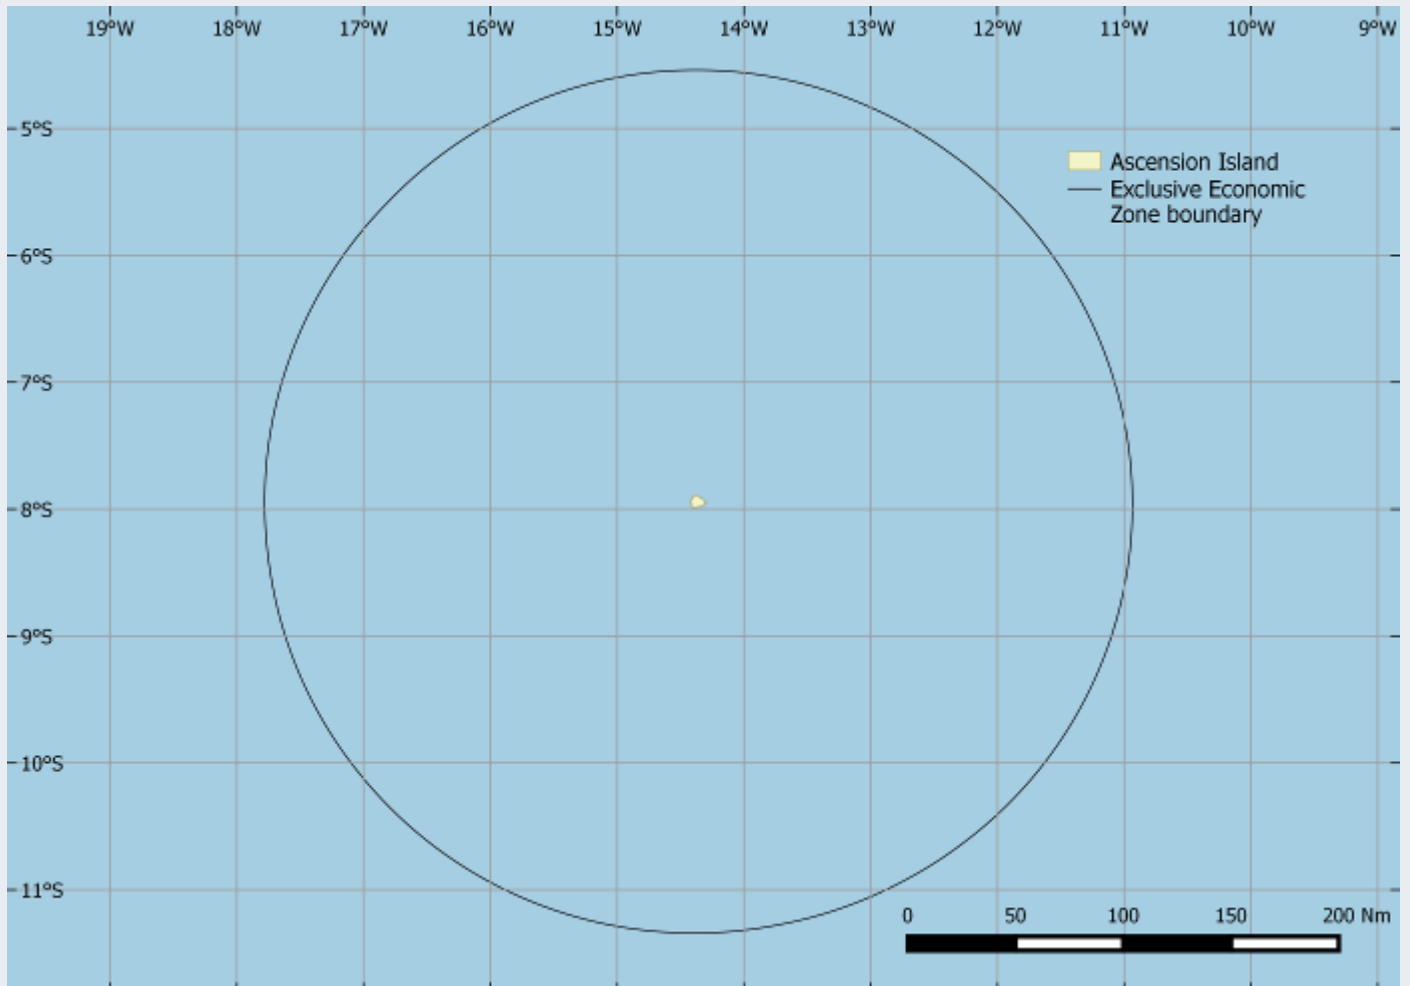 19°W 18°W 17°W 16°W 15°W 14°W 13°W 12°W 11°W 10°W 9°W
5°S
Ascension Island
Exclusive Economic
Zone boundary
6°S
7°S
8°S
9°S
10°S
11°S
0 50 100 150 200 Nm